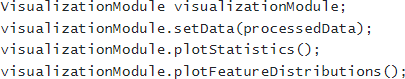 VisualizationModule visualizationModule;
visualizationModule.setData(processedData);
visualizationModule.plotStatistics();
visualizationModule.plotFeatureDistributions();